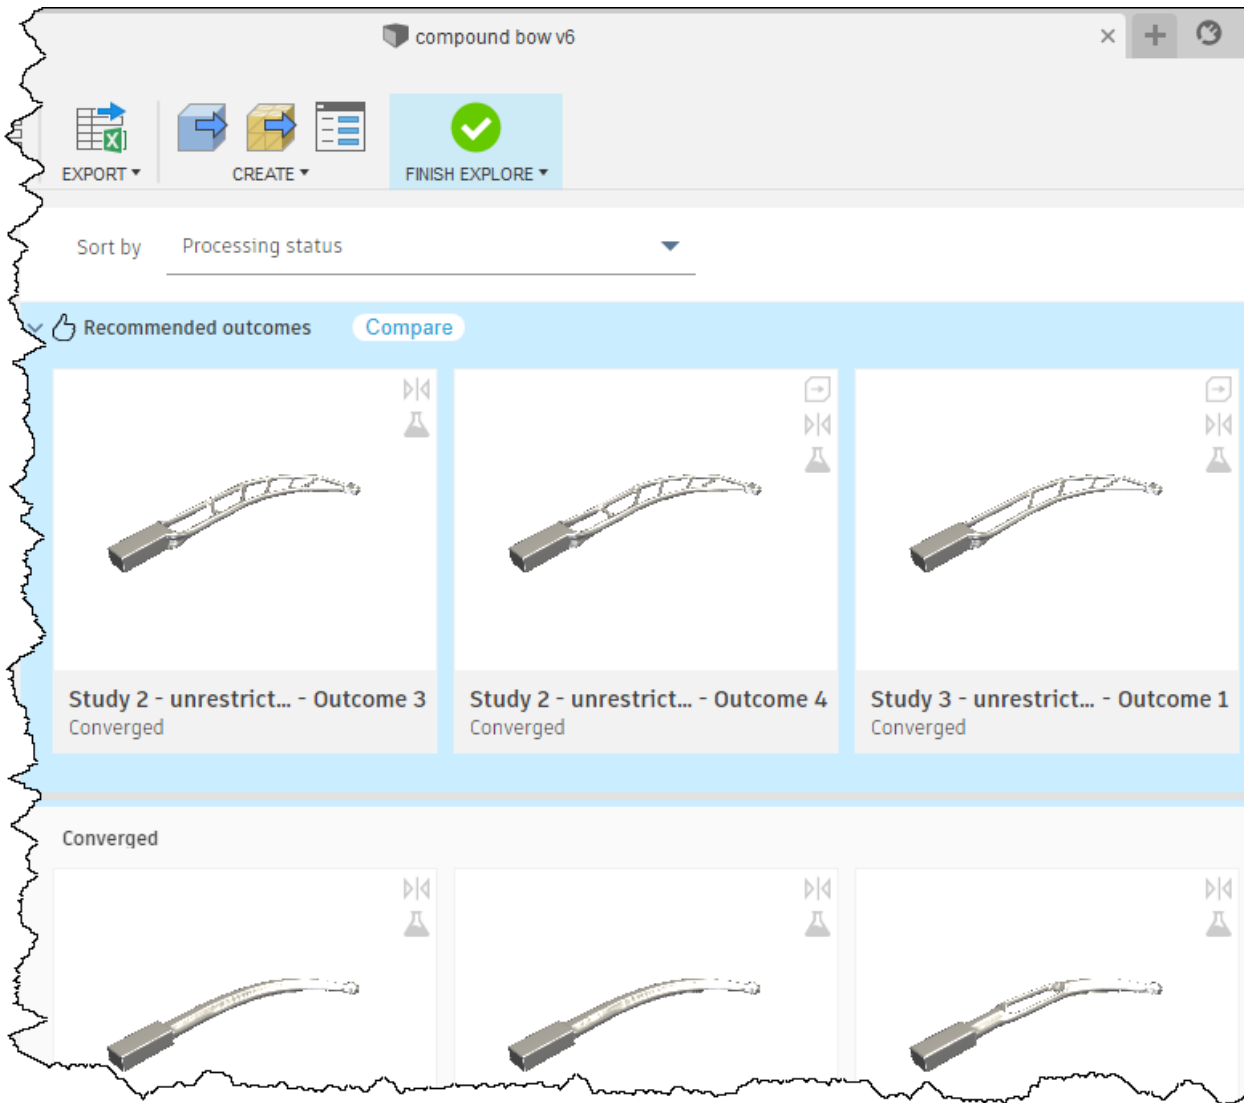 compound bow v6
EXPORT
CREATE
FINISH EXPLORE
Sort by Processing status
Recommended outcomes Compare
Study 2 - unrestrict... - Outcome 3
Converged
Study 2 - unrestrict... - Outcome 4
Converged
Study 3 - unrestrict... - Outcome 1
Converged
Converged